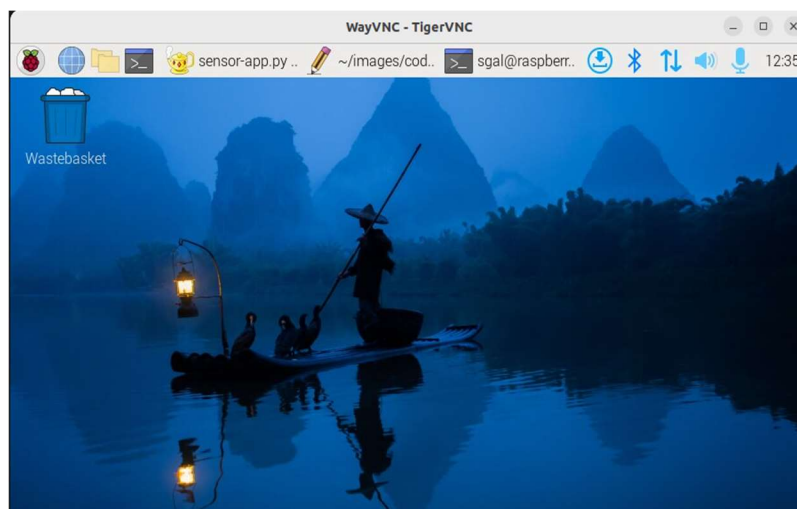 WayVNC - TigerVNC
sensor-app.py .. ~/images/cod.. sgal@raspberr.. 12:35
Wastebasket